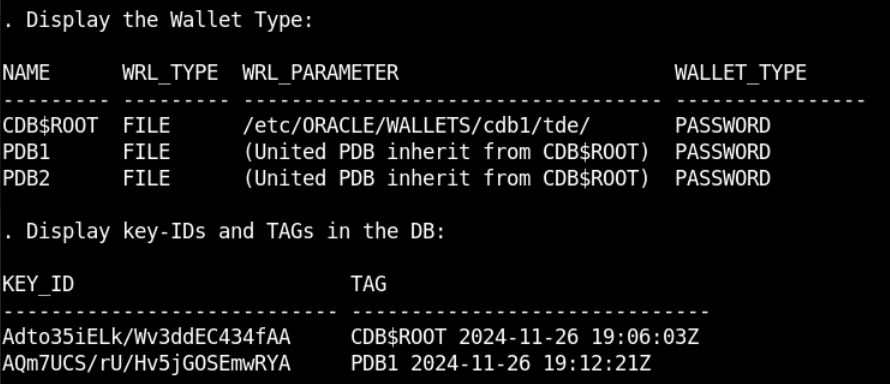 . Display the Wallet Type:
NAME      WRL_TYPE  WRL_PARAMETER                       WALLET_TYPE
--------- --------- ----------------------------------- ----------------
CDB$ROOT  FILE      /etc/ORACLE/WALLETS/cdb1/tde/       PASSWORD
PDB1      FILE      (United PDB inherit from CDB$ROOT)  PASSWORD
PDB2      FILE      (United PDB inherit from CDB$ROOT)  PASSWORD
. Display key-IDs and TAGs in the DB:
KEY_ID                       TAG
---------------------------- ------------------------------
Adto35iELk/Wv3ddEC434fAA     CDB$ROOT 2024-11-26 19:06:03Z
AQm7UCS/rU/Hv5jGOSEmwRYA     PDB1 2024-11-26 19:12:21Z